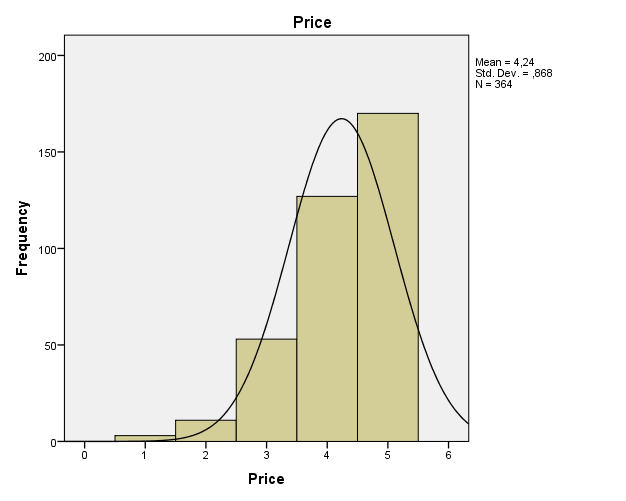 Price
Mean = 4,24
Std. Dev. = ,868
N = 364
Frequency
200
150
100
50
0
0 1 2 3 4 5 6
Price